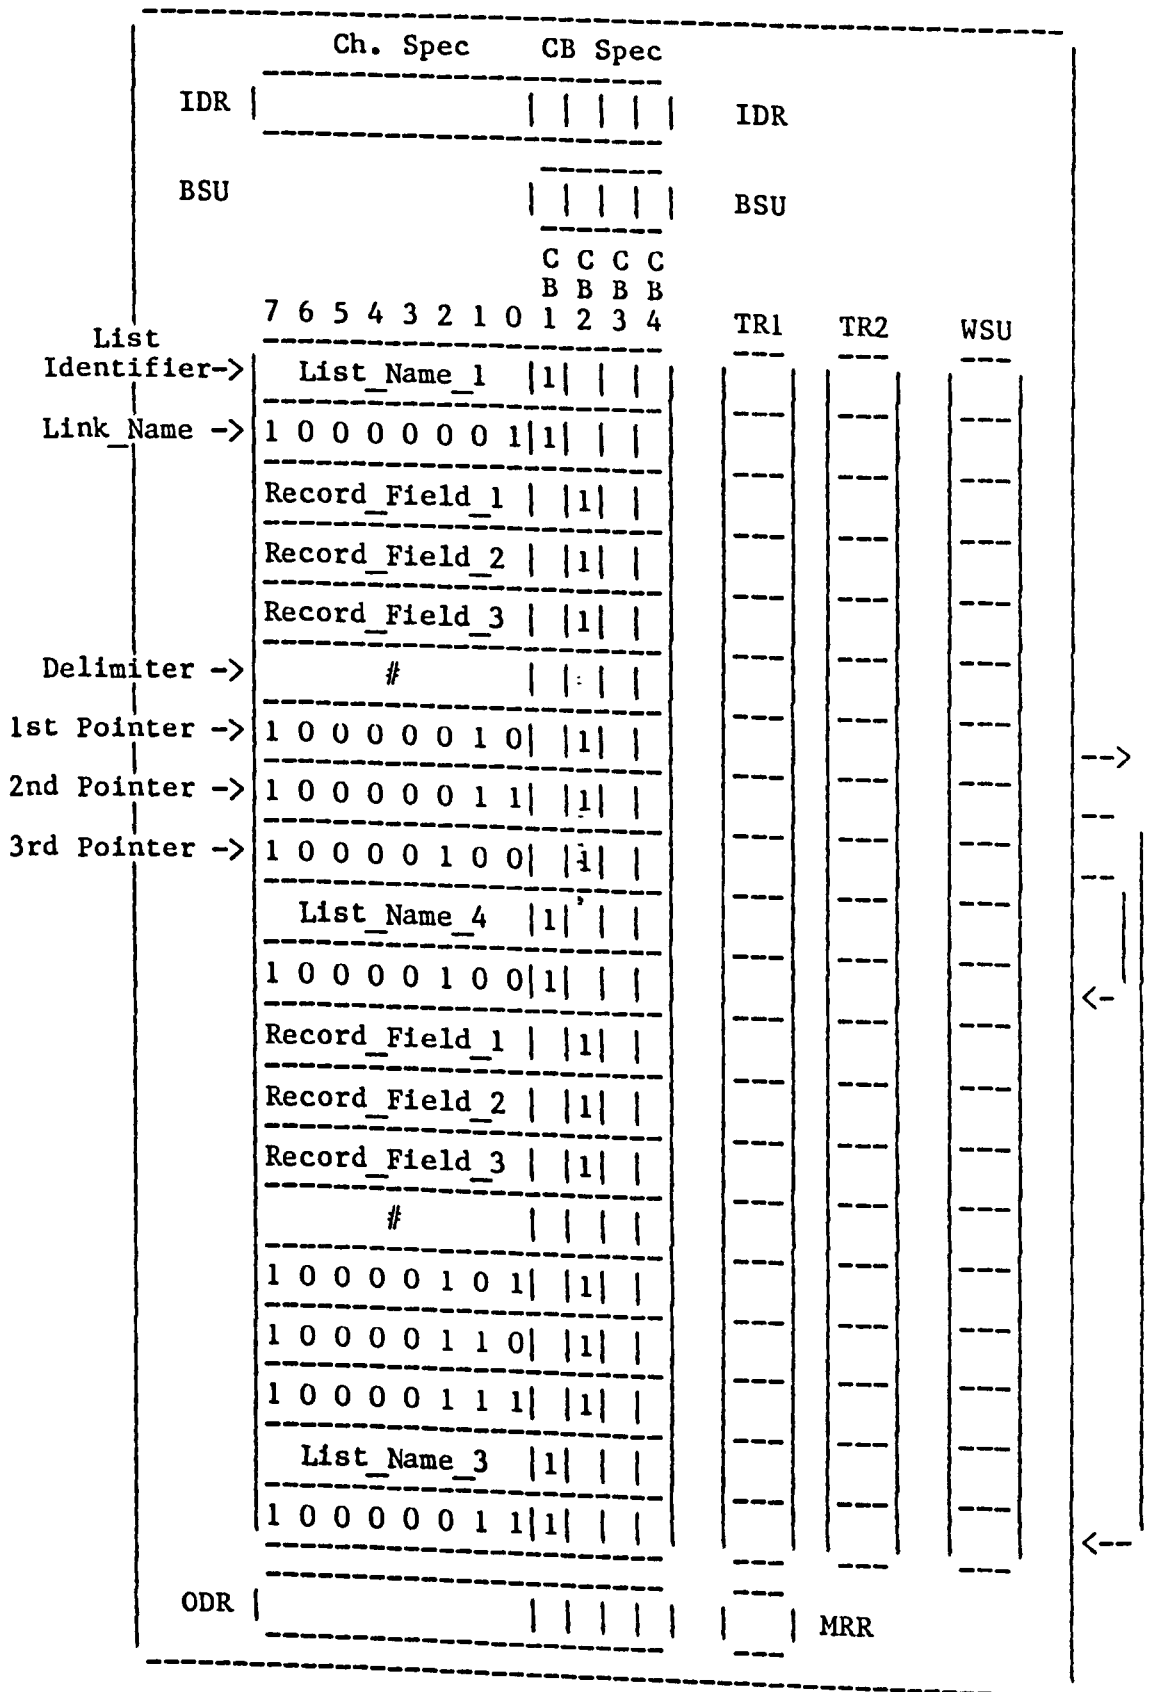 Ch. Spec CB Spec
IDR | | | | | | IDR
BSU | | | | | BSU
C C C C
B B B B
7 6 5 4 3 2 1 0 1 2 3 4 TR1 TR2 WSU
List
Identifier-> List_Name_1 |1| | |
Link_Name -> 1 0 0 0 0 0 0 1|1| | |
Record_Field_1 | |1| |
Record_Field_2 | |1| |
Record_Field_3 | |1| |
Delimiter -> # | | | |
1st Pointer -> 1 0 0 0 0 0 1 0| |1| | -->
2nd Pointer -> 1 0 0 0 0 0 1 1| |1| | --
3rd Pointer -> 1 0 0 0 0 1 0 0| |1| | --
List_Name_4 |1| | |
1 0 0 0 0 1 0 0|1| | | <-
Record_Field_1 | |1| |
Record_Field_2 | |1| |
Record_Field_3 | |1| |
# | | | |
1 0 0 0 0 1 0 1| |1| |
1 0 0 0 0 1 1 0| |1| |
1 0 0 0 0 1 1 1| |1| |
List_Name_3 |1| | |
1 0 0 0 0 0 1 1|1| | | <--
ODR | | | | | | | | MRR